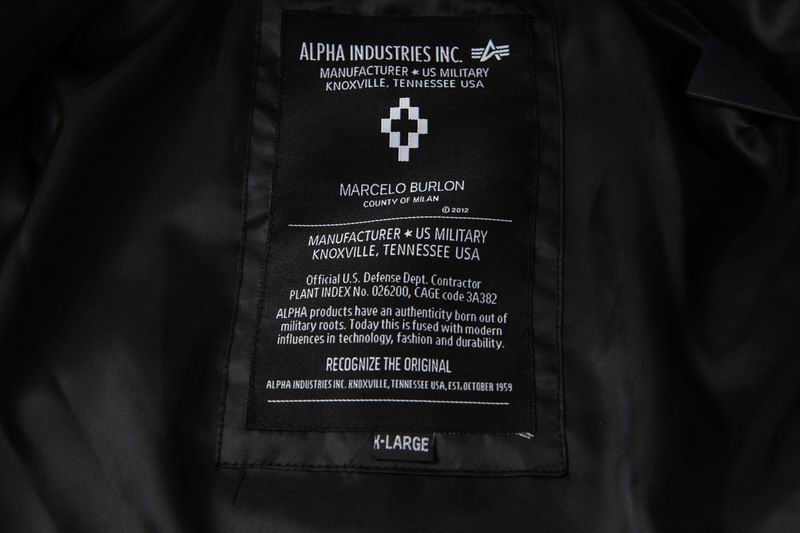 ALPHA INDUSTRIES INC.
MANUFACTURER ★ US MILITARY
KNOXVILLE, TENNESSEE USA
MARCELO BURLON
COUNTY OF MILAN
© 2012
MANUFACTURER ★ US MILITARY
KNOXVILLE, TENNESSEE USA
Official U.S. Defense Dept. Contractor
PLANT INDEX No. 026200, CAGE code 3A382
ALPHA products have an authenticity born out of
military roots. Today this is fused with modern
influences in technology, fashion and durability.
RECOGNIZE THE ORIGINAL
ALPHA INDUSTRIES INC. KNOXVILLE, TENNESSEE USA, EST. OCTOBER 1959
X-LARGE